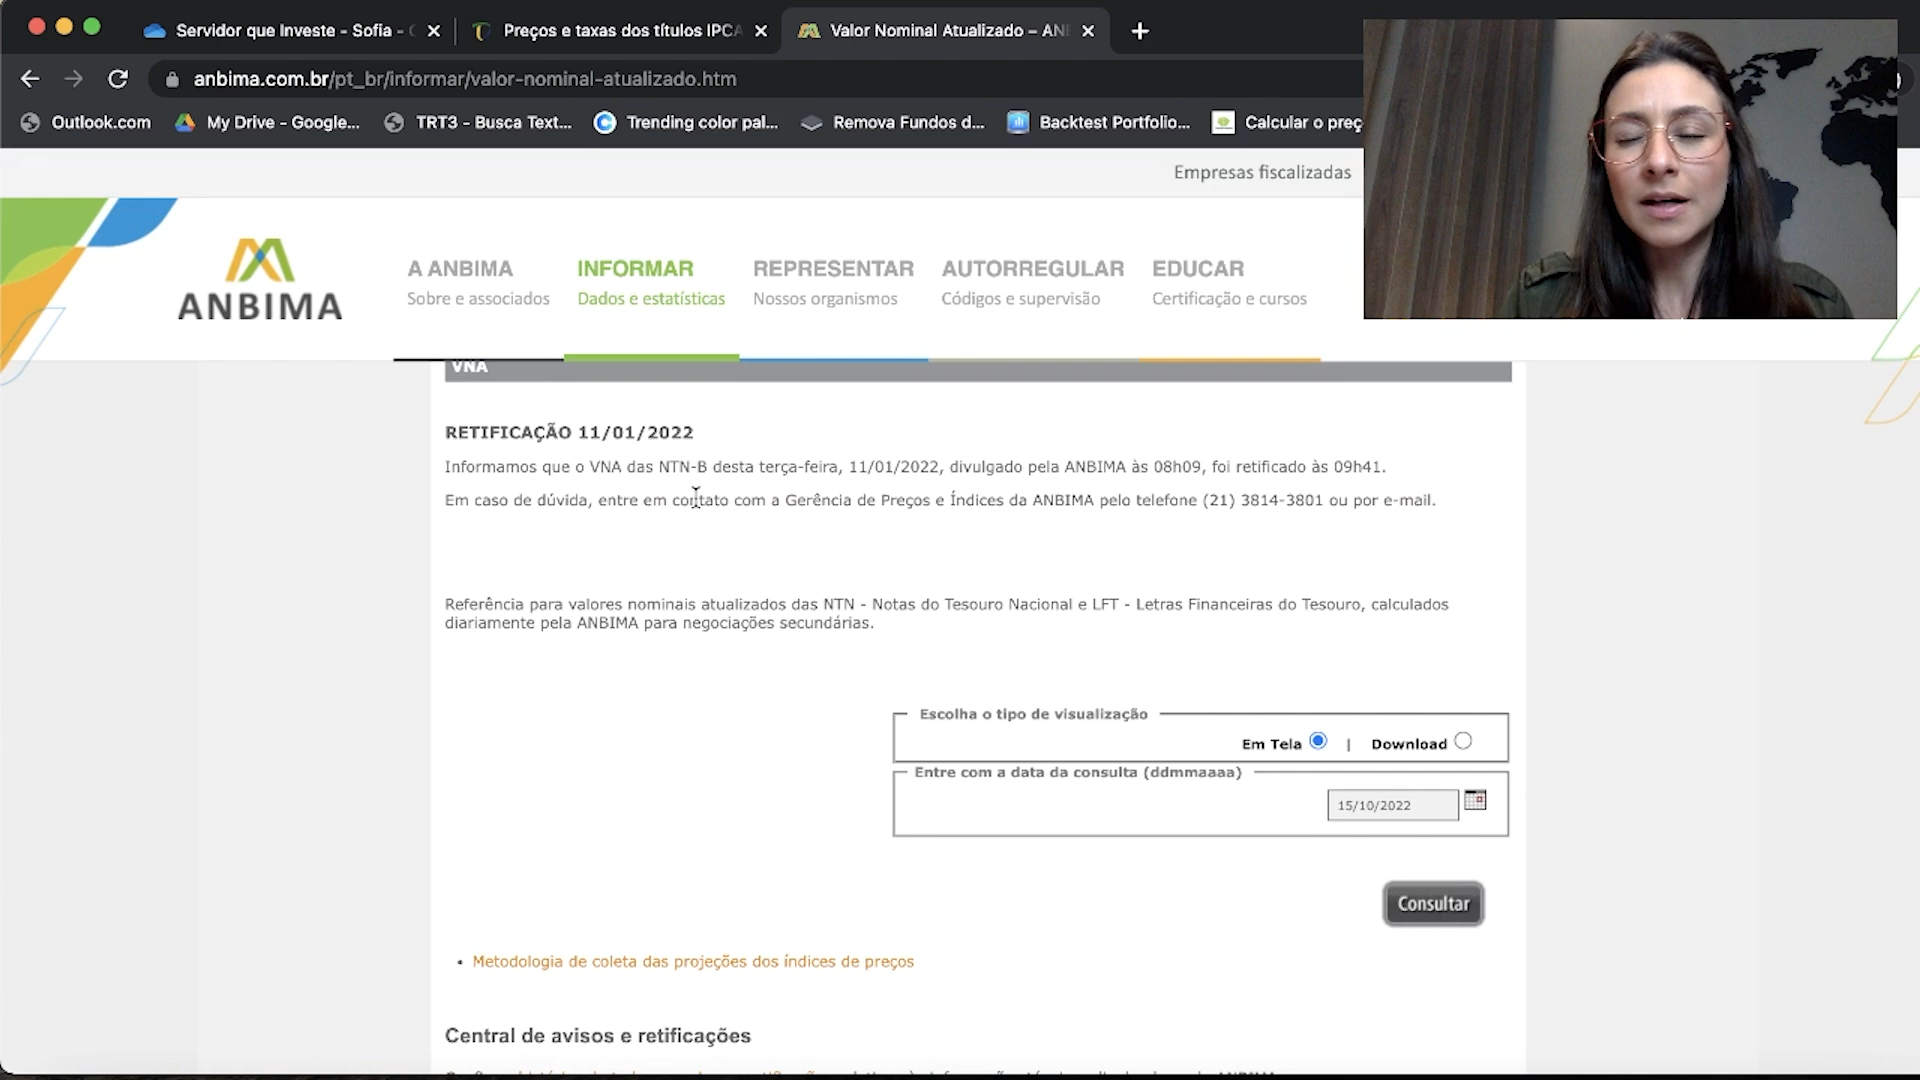 Servidor que Investe - Sofia -
Preços e taxas dos títulos IPCA
Valor Nominal Atualizado – AN
anbima.com.br/pt_br/informar/valor-nominal-atualizado.htm
Outlook.com
My Drive - Google...
TRT3 - Busca Text...
Trending color pal...
Remova Fundos d...
Backtest Portfolio...
Calcular o preç
Empresas fiscalizadas
ANBIMA
A ANBIMA
Sobre e associados
INFORMAR
Dados e estatísticas
REPRESENTAR
Nossos organismos
AUTORREGULAR
Códigos e supervisão
EDUCAR
Certificação e cursos
VNA
RETIFICAÇÃO 11/01/2022
Informamos que o VNA das NTN-B desta terça-feira, 11/01/2022, divulgado pela ANBIMA às 08h09, foi retificado às 09h41.
Em caso de dúvida, entre em contato com a Gerência de Preços e Índices da ANBIMA pelo telefone (21) 3814-3801 ou por e-mail.
Referência para valores nominais atualizados das NTN - Notas do Tesouro Nacional e LFT - Letras Financeiras do Tesouro, calculados
diariamente pela ANBIMA para negociações secundárias.
Escolha o tipo de visualização
Em Tela | Download
Entre com a data da consulta (ddmmaaaa)
15/10/2022
Consultar
• Metodologia de coleta das projeções dos índices de preços
Central de avisos e retificações